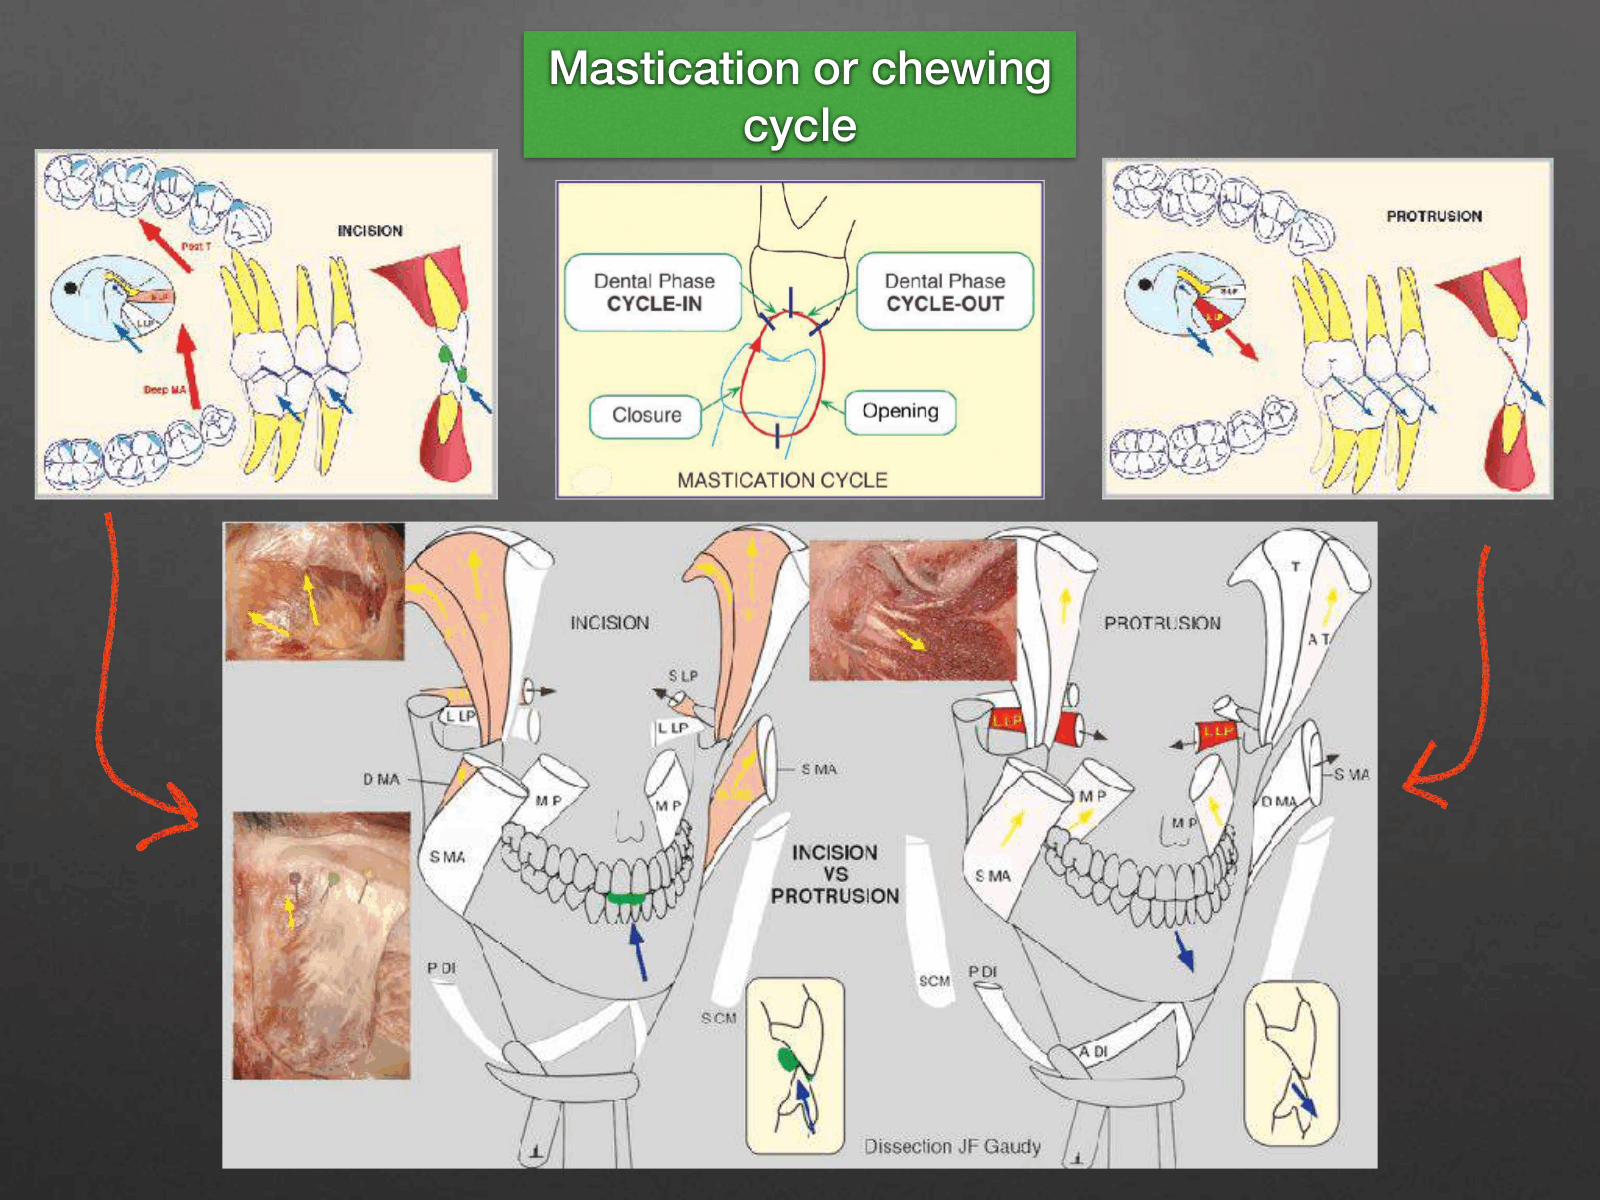 Mastication or chewing
cycle
INCISION
Post T
S LP
L LP
Deep MA
Dental Phase
CYCLE-IN
Dental Phase
CYCLE-OUT
Closure
Opening
MASTICATION CYCLE
PROTRUSION
S LP
INCISION
S LP
L LP
L LP
D MA
M P
M P
S MA
S MA
P DI
S CM
INCISION
VS
PROTRUSION
PROTRUSION
T
A T
L LP
L LP
S MA
M P
D MA
M P
S MA
SCM
P DI
A DI
Dissection JF Gaudy